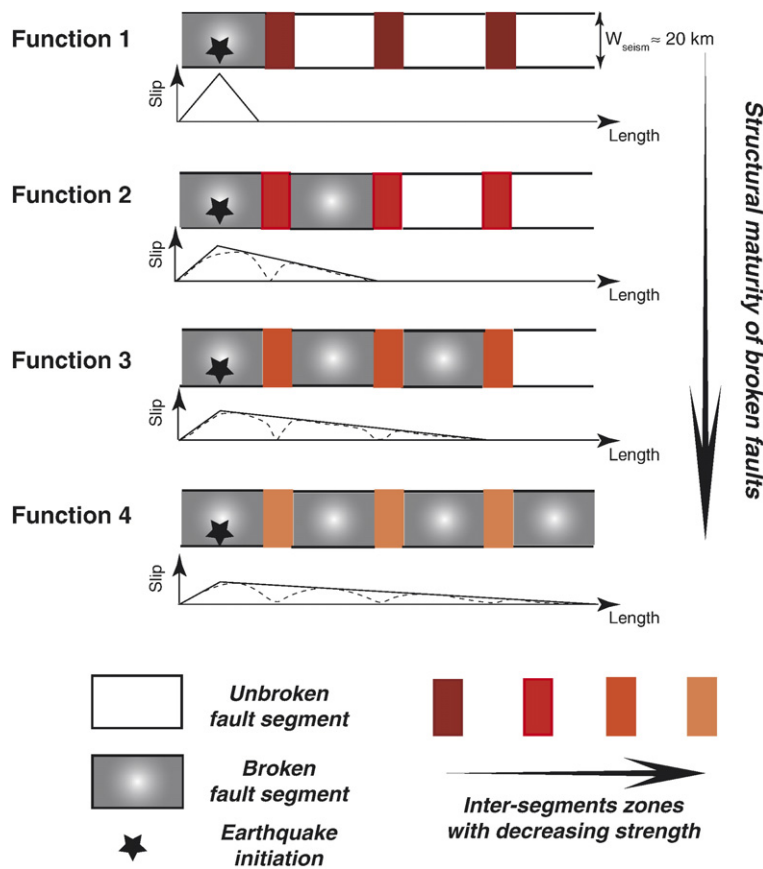 Function 1
W seism ≈ 20 km
Slip
Length
Function 2
Slip
Length
Function 3
Slip
Length
Function 4
Slip
Length
Structural maturity of broken faults
Unbroken
fault segment
Broken
fault segment
Earthquake
initiation
Inter-segments zones
with decreasing strength